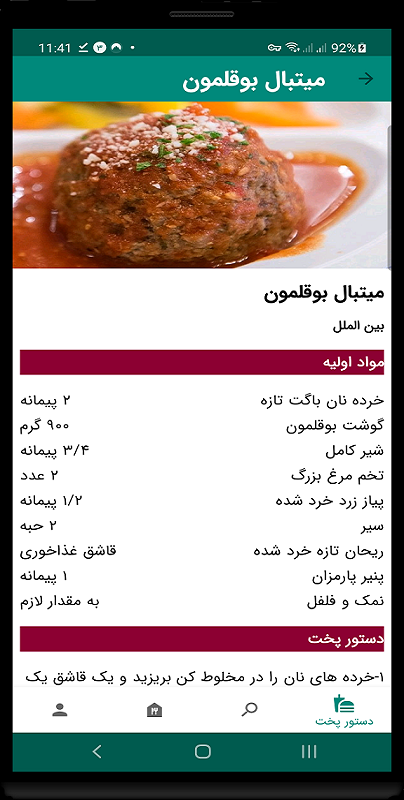 11:41
92%
میتبال بوقلمون
میتبال بوقلمون
بین الملل
مواد اولیه
خرده نان باگت تازه ۲ پیمانه
گوشت بوقلمون ۹۰۰ گرم
شیر کامل ۳/۴ پیمانه
تخم مرغ بزرگ ۲ عدد
پیاز زرد خرد شده ۱/۲ پیمانه
سیر ۲ حبه
ریحان تازه خرد شده قاشق غذاخوری
پنیر پارمزان ۱ پیمانه
نمک و فلفل به مقدار لازم
دستور پخت
۱-خرده های نان را در مخلوط کن بریزید و یک قاشق یک
دستور پخت